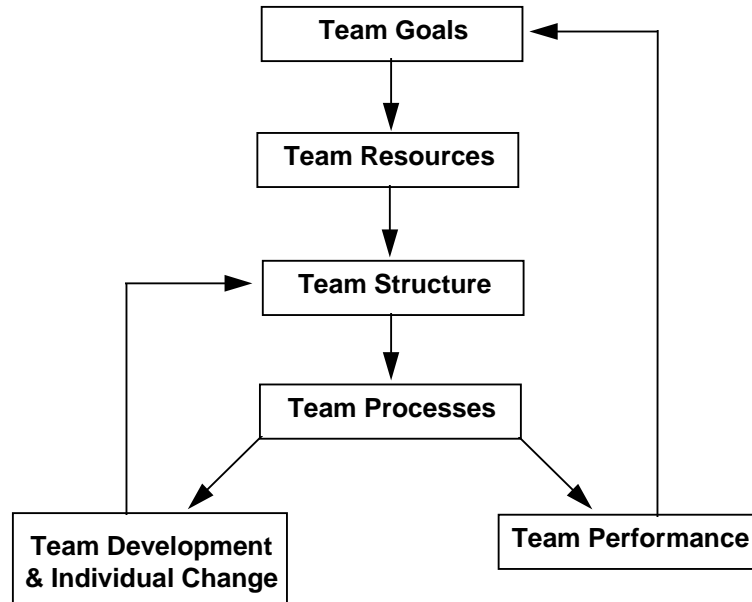 Team Goals
Team Resources
Team Structure
Team Processes
Team Development
& Individual Change
Team Performance